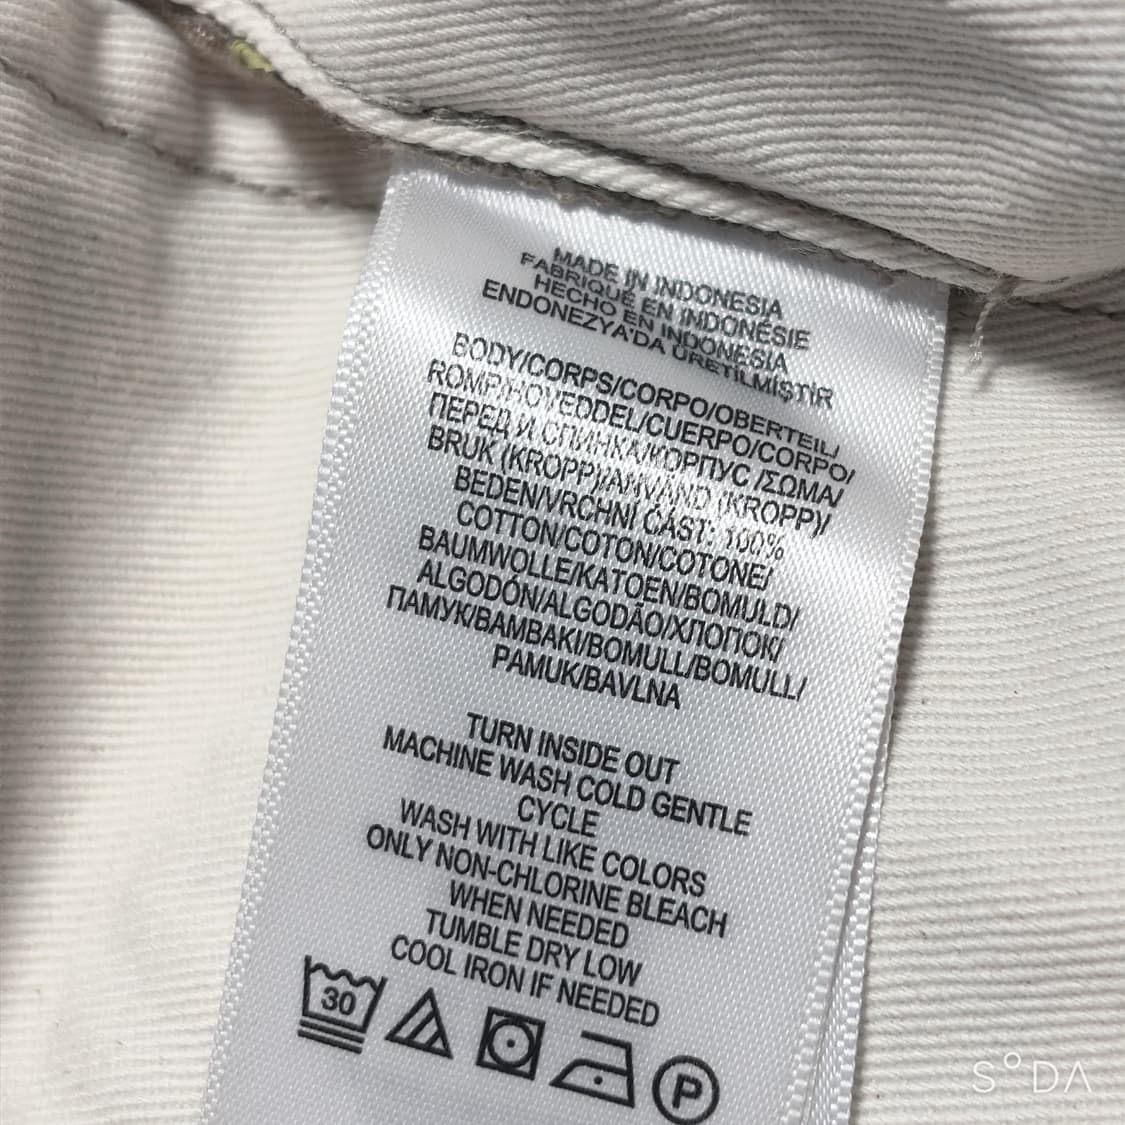 MADE IN INDONESIA
FABRIQUÉ EN INDONÉSIE
HECHO EN INDONESIA
ENDONEZYA'DA ÜRETİLMİŞTİR
BODY/CORPS/CORPO/OBERTEIL/
ROMP/HOVEDDEL/CUERPO/CORPO/
ПЕРЕД И СПИНКА/КОРПУС /ΣΩΜΑ/
BRUK (KROPP)/ANVÄND (KROPP)/
BEDEN/VRCHNÍ ČÁST: 100%
COTTON/COTON/COTONE/
BAUMWOLLE/KATOEN/BOMULD/
ALGODÓN/ALGODÃO/ХЛОПОК/
ПАМУК/ΒΑΜΒΑΚΙ/BOMULL/BOMULL/
PAMUK/BAVLNA
TURN INSIDE OUT
MACHINE WASH COLD GENTLE
CYCLE
WASH WITH LIKE COLORS
ONLY NON-CHLORINE BLEACH
WHEN NEEDED
TUMBLE DRY LOW
COOL IRON IF NEEDED
30
P
S°DA